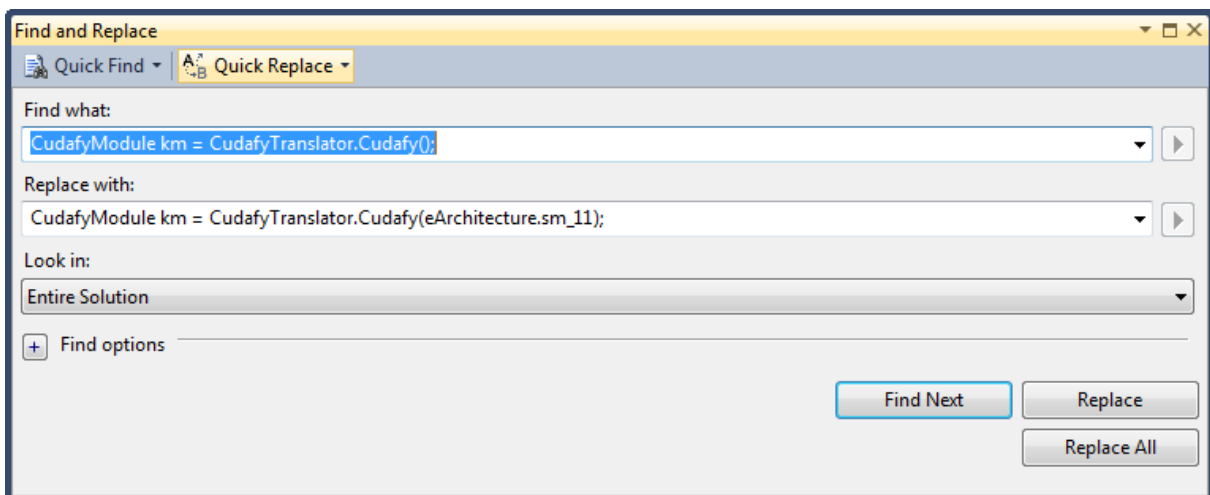 Find and Replace
Quick Find
Quick Replace
Find what:
CudafyModule km = CudafyTranslator.Cudafy();
Replace with:
CudafyModule km = CudafyTranslator.Cudafy(eArchitecture.sm_11);
Look in:
Entire Solution
Find options
Find Next
Replace
Replace All